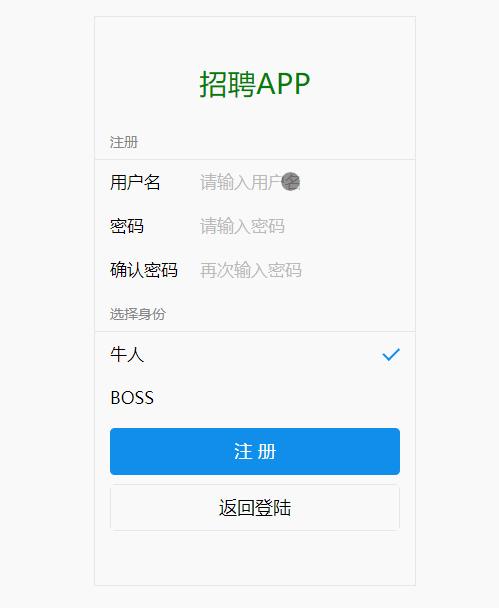 招聘APP
注册
用户名 请输入用户名
密码 请输入密码
确认密码 再次输入密码
选择身份
牛人
BOSS
注 册
返回登陆